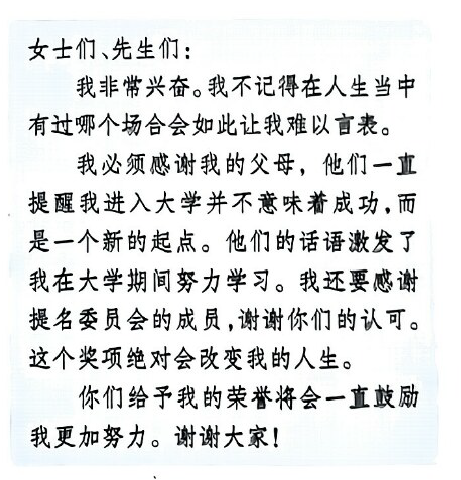 女士们、先生们：
我非常兴奋。我不记得在人生当中
有过哪个场合会如此让我难以言表。
我必须感谢我的父母，他们一直
提醒我进入大学并不意味着成功,而
是一个新的起点。他们的话语激发了
我在大学期间努力学习。我还要感谢
提名委员会的成员,谢谢你们的认可。
这个奖项绝对会改变我的人生。
你们给予我的荣誉将会一直鼓励
我更加努力。谢谢大家!